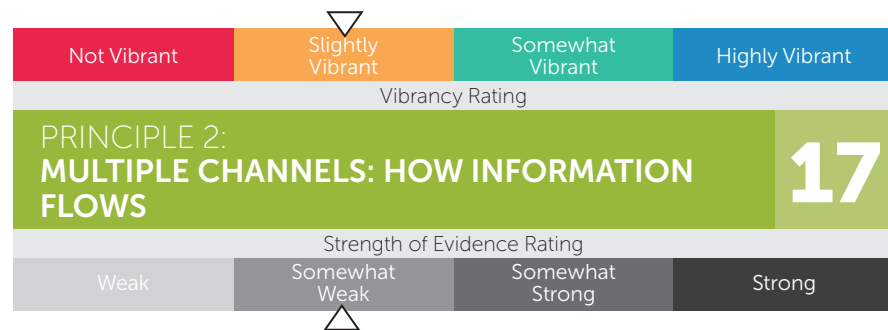 Not Vibrant
Slightly
Vibrant
Somewhat
Vibrant
Highly Vibrant
Vibrancy Rating
PRINCIPLE 2:
MULTIPLE CHANNELS: HOW INFORMATION
FLOWS
17
Strength of Evidence Rating
Weak
Somewhat
Weak
Somewhat
Strong
Strong